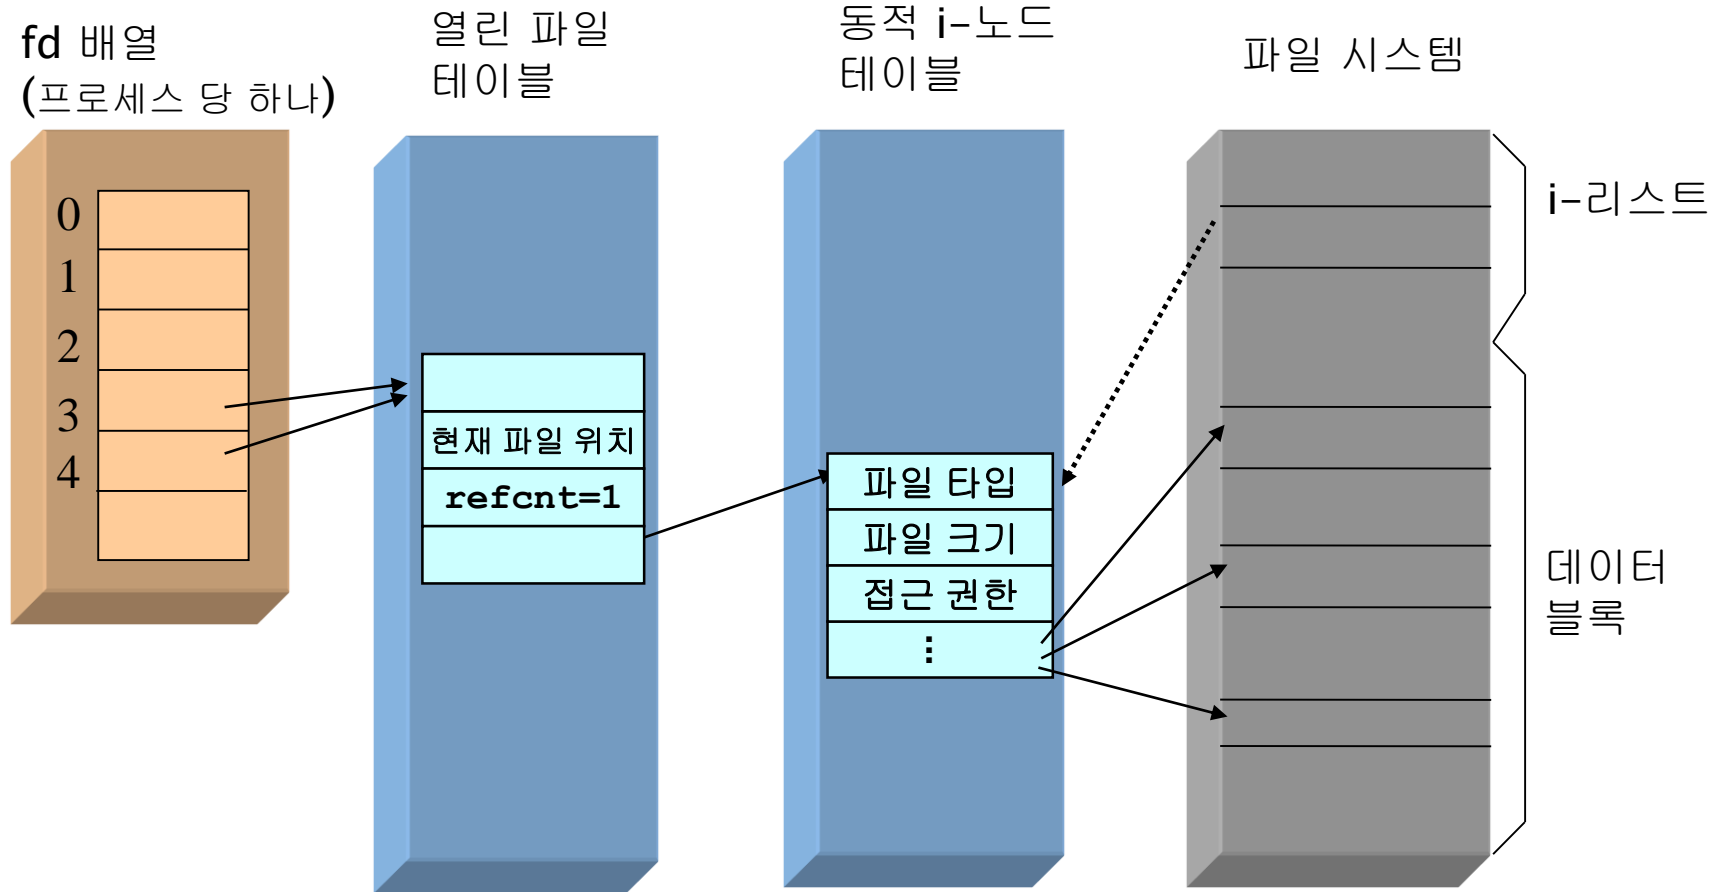 fd 배열
(프로세스 당 하나)
열린 파일
테이블
동적 i-노드
테이블
파일 시스템
0
1
2
3
4
현재 파일 위치
refcnt=1
파일 타입
파일 크기
접근 권한
⋮
i-리스트
데이터
블록